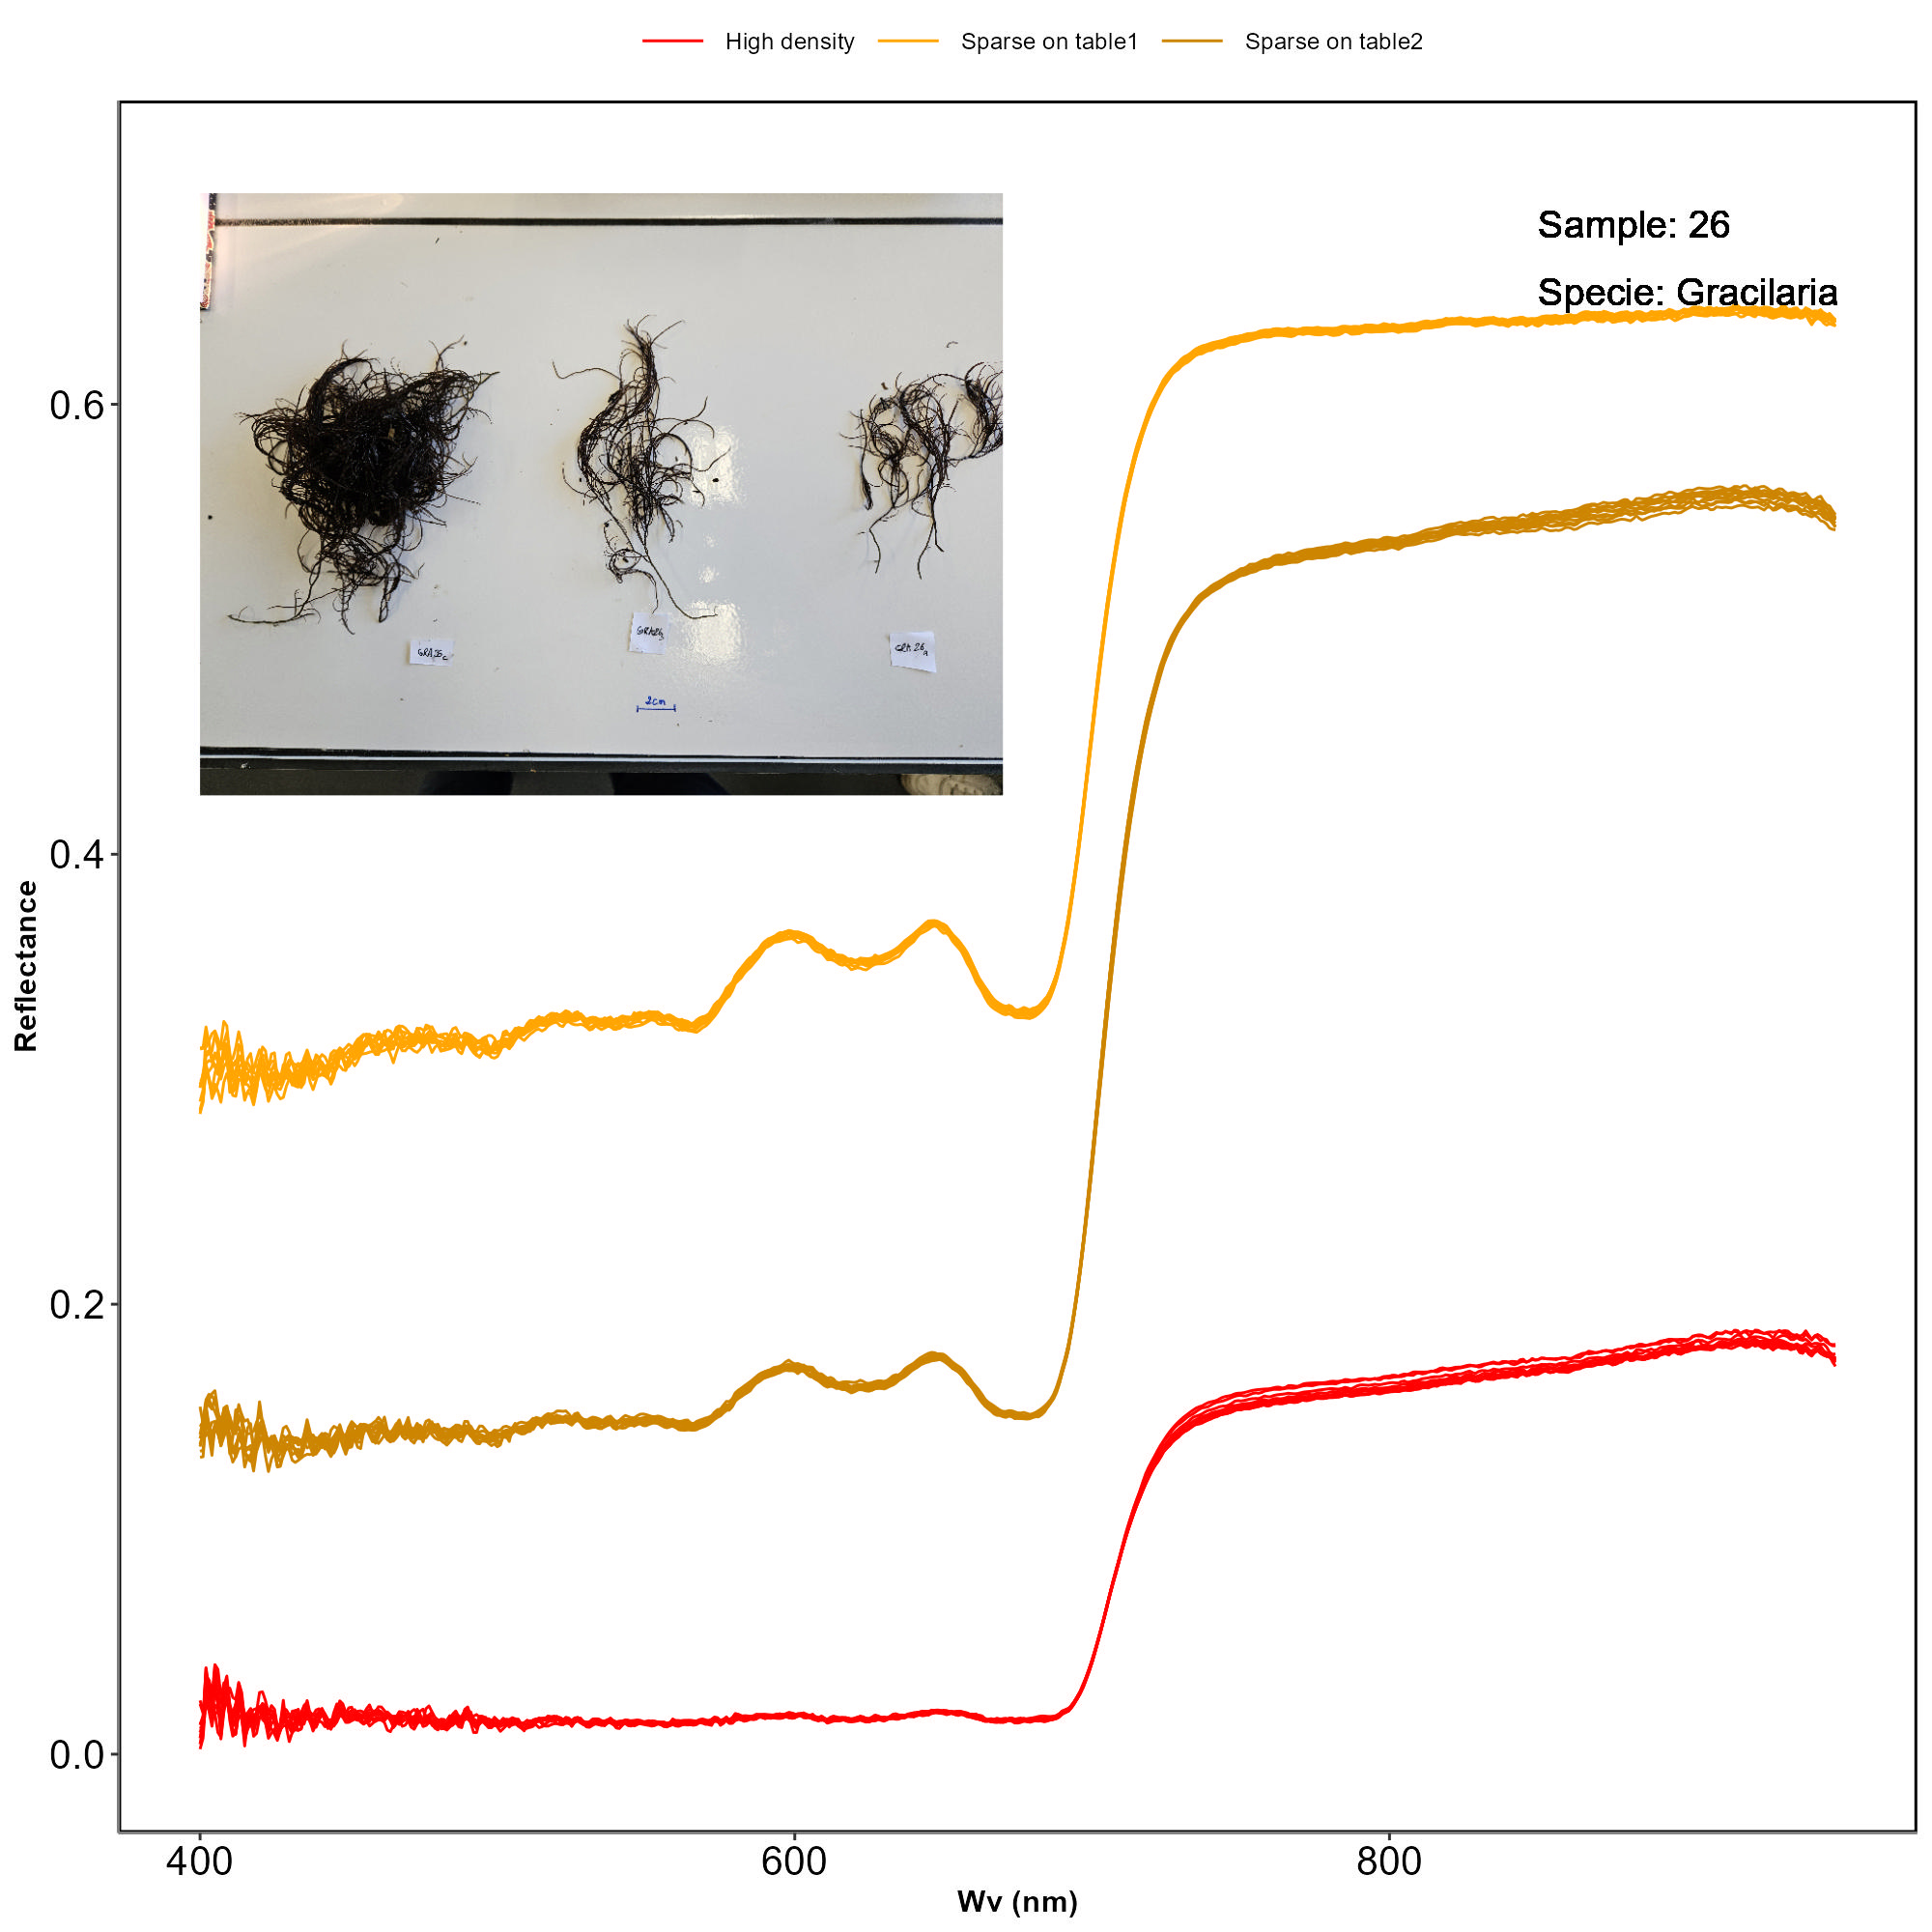 High density Sparse on table1 Sparse on table2
Sample: 26
Specie: Gracilaria
2cm
0.6
0.4
0.2
0.0
Reflectance
400 600 800
Wv (nm)